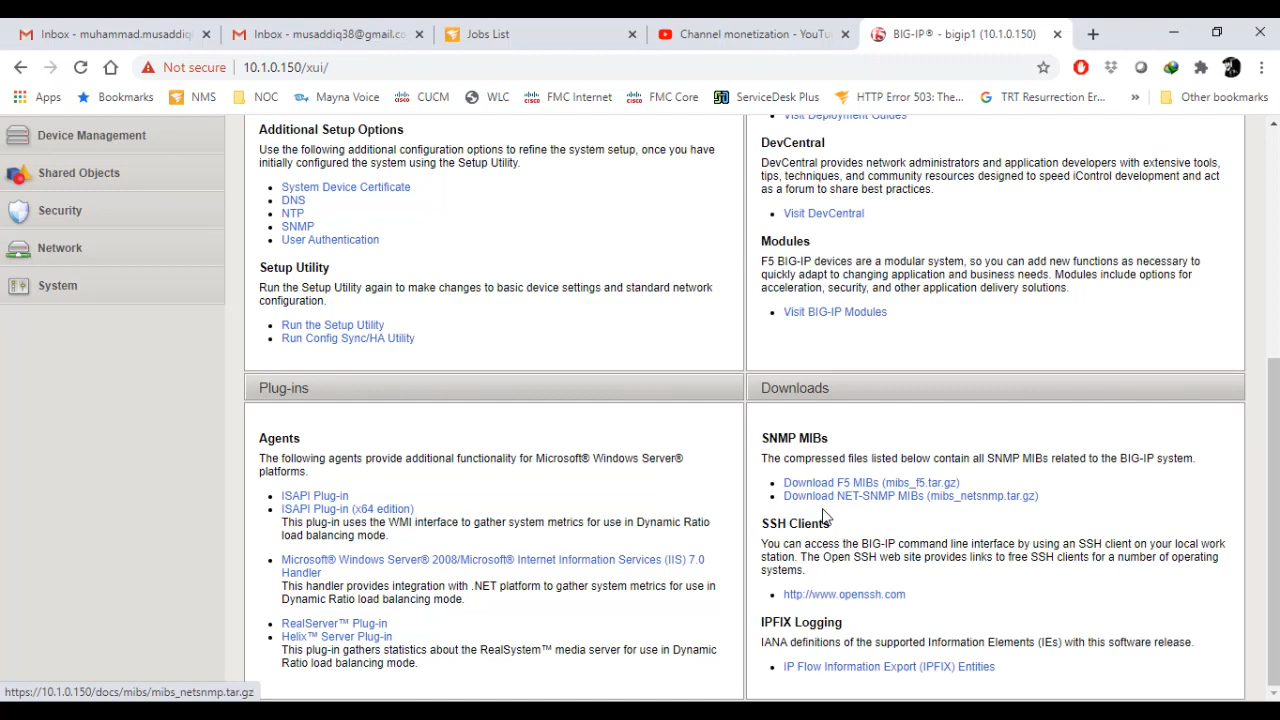 Inbox - muhammad.musaddiq
Inbox - musaddiq38@gmail.co
Jobs List
Channel monetization - YouTu
BIG-IP® - bigip1 (10.1.0.150)
Not secure
10.1.0.150/xui/
Apps
Bookmarks
NMS
NOC
Mayna Voice
CUCM
WLC
FMC Internet
FMC Core
ServiceDesk Plus
HTTP Error 503: The...
TRT Resurrection Er...
»
Other bookmarks
Device Management
Shared Objects
Security
Network
System
Additional Setup Options
Use the following additional configuration options to refine the system setup, once you have
initially configured the system using the Setup Utility.
System Device Certificate
DNS
NTP
SNMP
User Authentication
Setup Utility
Run the Setup Utility again to make changes to basic device settings and standard network
configuration.
Run the Setup Utility
Run Config Sync/HA Utility
Visit Deployment Guides
DevCentral
DevCentral provides network administrators and application developers with extensive tools,
tips, techniques, and community resources designed to speed iControl development and act
as a forum to share best practices.
Visit DevCentral
Modules
F5 BIG-IP devices are a modular system, so you can add new functions as necessary to
quickly adapt to changing application and business needs. Modules include options for
acceleration, security, and other application delivery solutions.
Visit BIG-IP Modules
Plug-ins
Agents
The following agents provide additional functionality for Microsoft® Windows Server®
platforms.
ISAPI Plug-in
ISAPI Plug-in (x64 edition)
This plug-in uses the WMI interface to gather system metrics for use in Dynamic Ratio
load balancing mode.
Microsoft® Windows Server® 2008/Microsoft® Internet Information Services (IIS) 7.0
Handler
This handler provides integration with .NET platform to gather system metrics for use in
Dynamic Ratio load balancing mode.
RealServer™ Plug-in
Helix™ Server Plug-in
This plug-in gathers statistics about the RealSystem™ media server for use in Dynamic
Ratio load balancing mode.
Downloads
SNMP MIBs
The compressed files listed below contain all SNMP MIBs related to the BIG-IP system.
Download F5 MIBs (mibs_f5.tar.gz)
Download NET-SNMP MIBs (mibs_netsnmp.tar.gz)
SSH Clients
You can access the BIG-IP command line interface by using an SSH client on your local work
station. The Open SSH web site provides links to free SSH clients for a number of operating
systems.
http://www.openssh.com
IPFIX Logging
IANA definitions of the supported Information Elements (IEs) with this software release.
IP Flow Information Export (IPFIX) Entities
https://10.1.0.150/docs/mibs/mibs_netsnmp.tar.gz